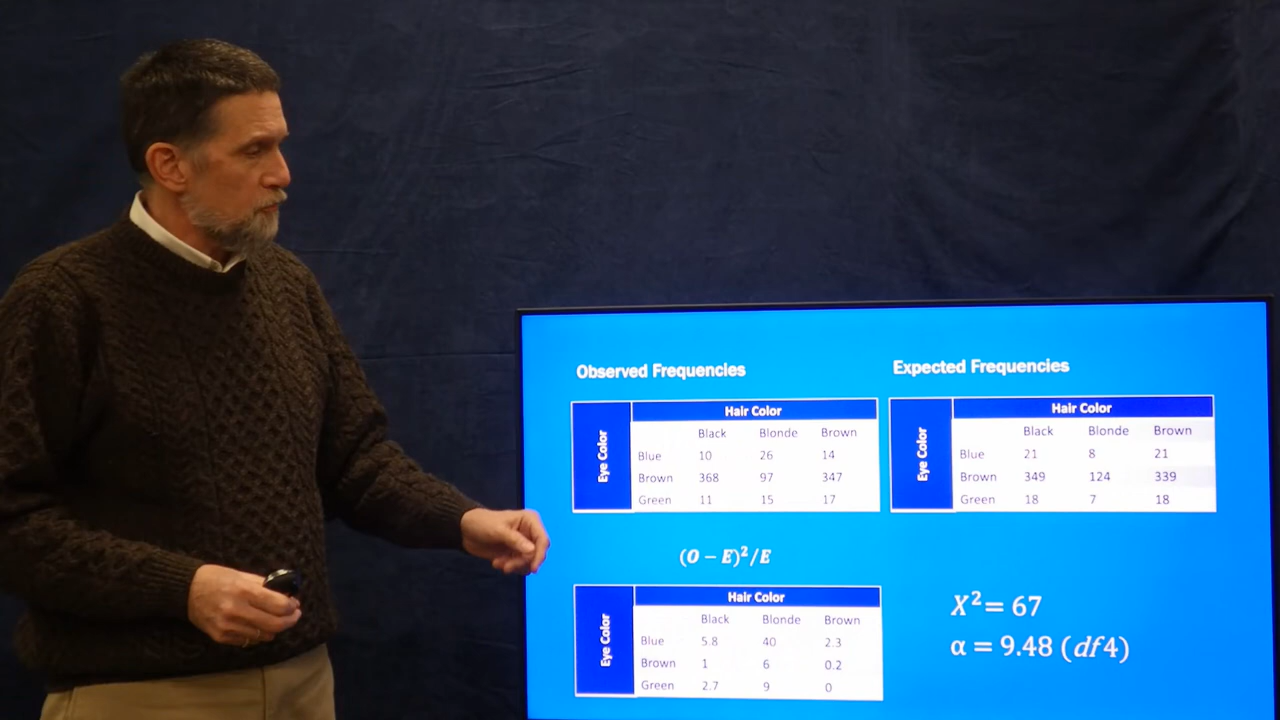 Observed Frequencies
Expected Frequencies
Eye Color
Hair Color
Black Blonde Brown
Blue 10 26 14
Brown 368 97 347
Green 11 15 17
Eye Color
Hair Color
Black Blonde Brown
Blue 21 8 21
Brown 349 124 339
Green 18 7 18
(O − E)²/E
Eye Color
Hair Color
Black Blonde Brown
Blue 5.8 40 2.3
Brown 1 6 0.2
Green 2.7 9 0
X² = 67
α = 9.48 (df4)